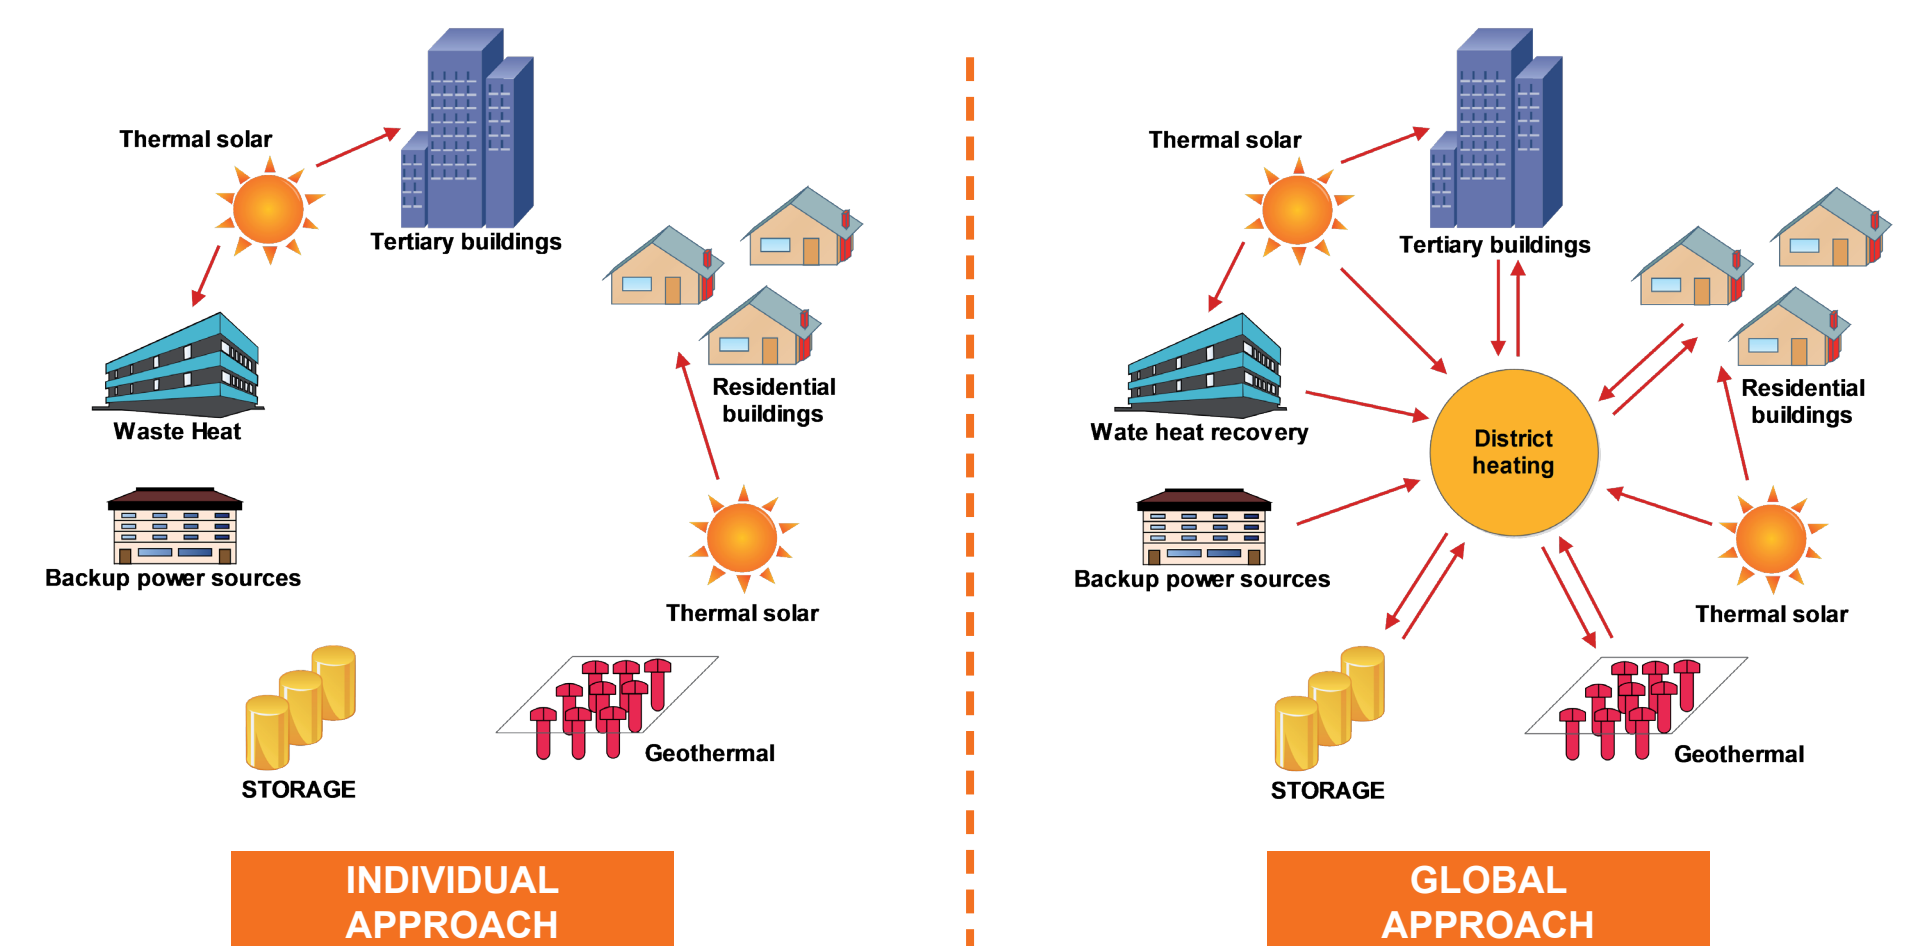 Thermal solar
Tertiary buildings
Waste Heat
Residential
buildings
Backup power sources
Thermal solar
Geothermal
STORAGE
INDIVIDUAL
APPROACH
Thermal solar
Tertiary buildings
Wate heat recovery
District
heating
Residential
buildings
Backup power sources
Thermal solar
Geothermal
STORAGE
GLOBAL
APPROACH